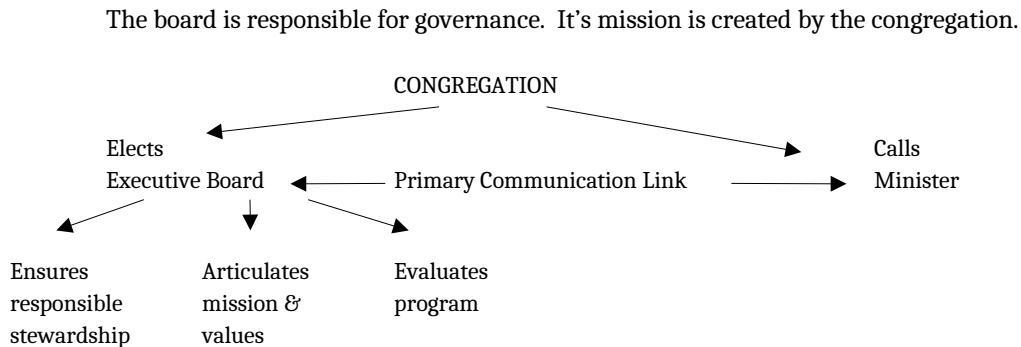 The board is responsible for governance.  It’s mission is created by the congregation.
CONGREGATION
Elects
Executive Board
Primary Communication Link
Calls
Minister
Ensures
responsible
stewardship
Articulates
mission &
values
Evaluates
program